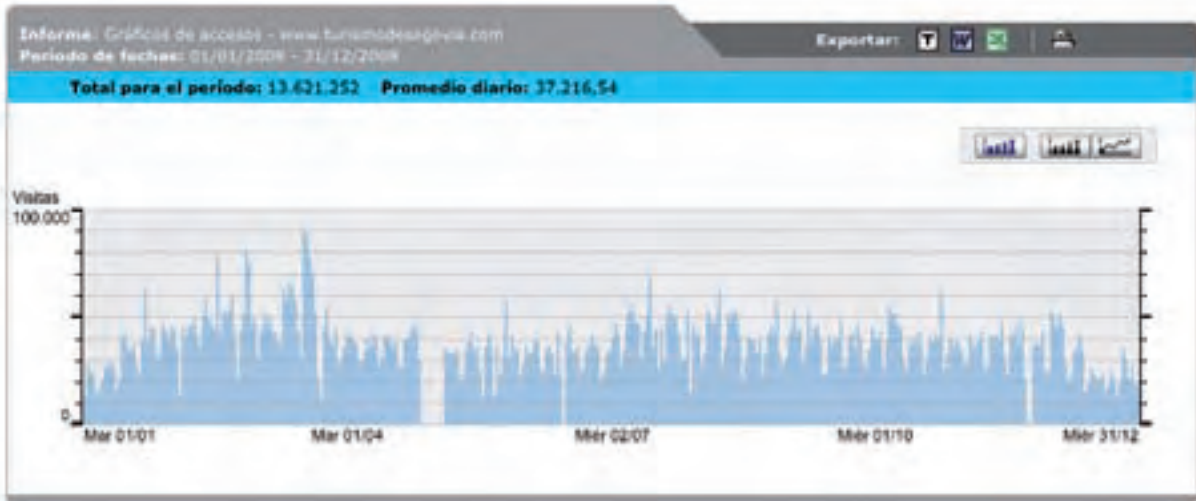 Informe: Gráficos de accesos - www.turismodesegovia.com
Periodo de fechas: 01/01/2008 - 31/12/2008
Exportar: T W
Total para el período: 13.621.252 Promedio diario: 37.216,54
Visitas
100.000
0
Mar 01/01 Mar 01/04 Miér 02/07 Miér 01/10 Miér 31/12